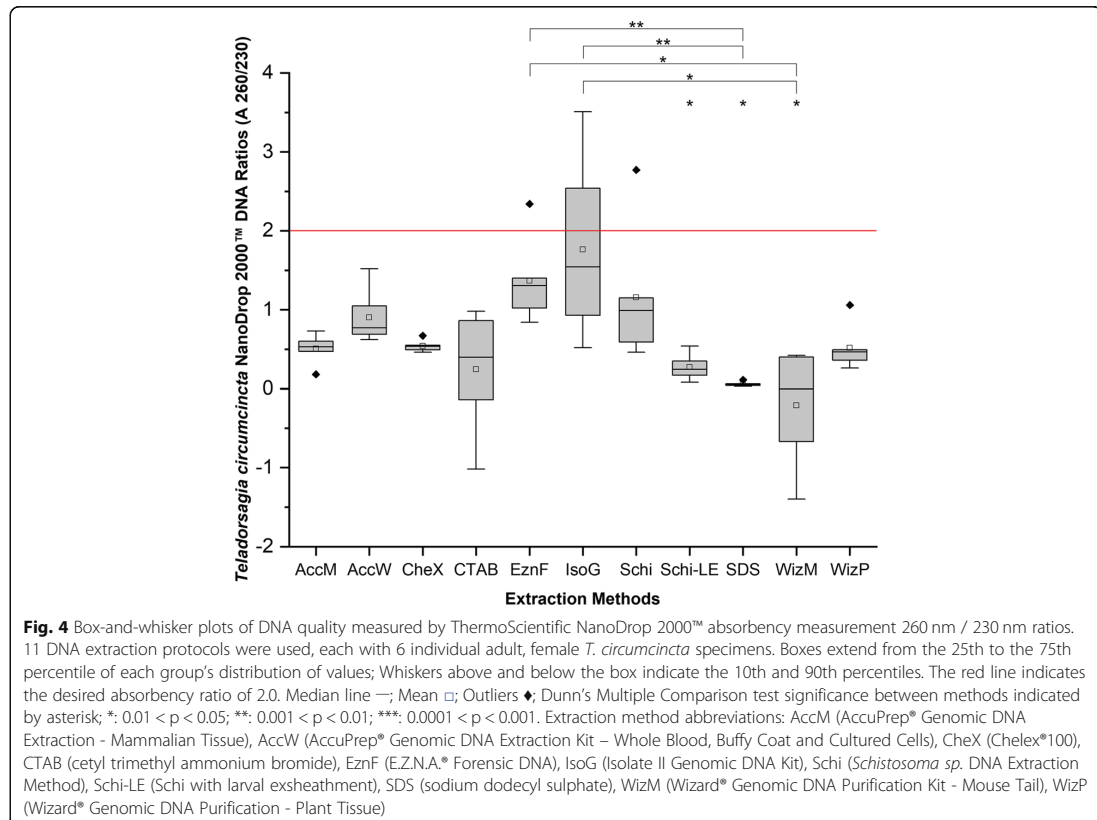 **
**
*
*
* * *
4
3
2
1
0
-1
-2
Teladorsagia circumcincta NanoDrop 2000™ DNA Ratios (A 260/230)
AccM AccW CheX CTAB EznF IsoG Schi Schi-LE SDS WizM WizP
Extraction Methods
Fig. 4 Box-and-whisker plots of DNA quality measured by ThermoScientific NanoDrop 2000™ absorbency measurement 260 nm / 230 nm ratios.
11 DNA extraction protocols were used, each with 6 individual adult, female T. circumcincta specimens. Boxes extend from the 25th to the 75th
percentile of each group's distribution of values; Whiskers above and below the box indicate the 10th and 90th percentiles. The red line indicates
the desired absorbency ratio of 2.0. Median line —; Mean □; Outliers ♦; Dunn's Multiple Comparison test significance between methods indicated
by asterisk; *: 0.01 < p < 0.05; **: 0.001 < p < 0.01; ***: 0.0001 < p < 0.001. Extraction method abbreviations: AccM (AccuPrep® Genomic DNA
Extraction - Mammalian Tissue), AccW (AccuPrep® Genomic DNA Extraction Kit – Whole Blood, Buffy Coat and Cultured Cells), CheX (Chelex®100),
CTAB (cetyl trimethyl ammonium bromide), EznF (E.Z.N.A.® Forensic DNA), IsoG (Isolate II Genomic DNA Kit), Schi (Schistosoma sp. DNA Extraction
Method), Schi-LE (Schi with larval exsheathment), SDS (sodium dodecyl sulphate), WizM (Wizard® Genomic DNA Purification Kit - Mouse Tail), WizP
(Wizard® Genomic DNA Purification - Plant Tissue)